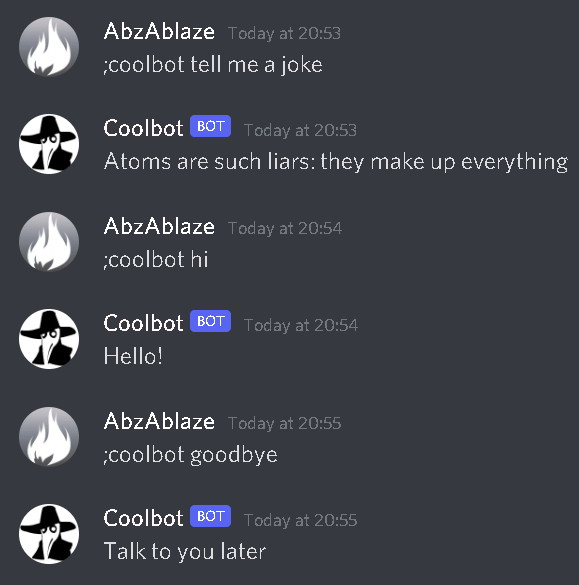 AbzAblaze Today at 20:53
;coolbot tell me a joke
Coolbot BOT Today at 20:53
Atoms are such liars: they make up everything
AbzAblaze Today at 20:54
;coolbot hi
Coolbot BOT Today at 20:54
Hello!
AbzAblaze Today at 20:55
;coolbot goodbye
Coolbot BOT Today at 20:55
Talk to you later